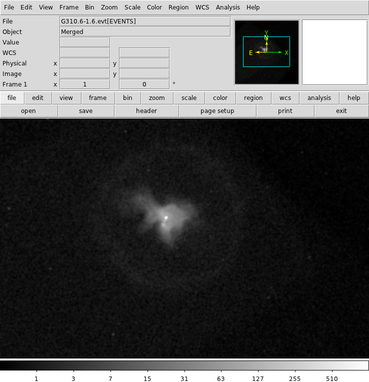 File Edit View Frame Bin Zoom Scale Color Region WCS Analysis Help
File G310.6-1.6.evt[EVENTS]
Object Merged
Value
WCS
Physical x y
Image x y
Frame 1 x 1 0 °
Y
N
E X
file edit view frame bin zoom scale color region wcs analysis help
open save header page setup print exit
1 3 7 15 31 63 127 255 510